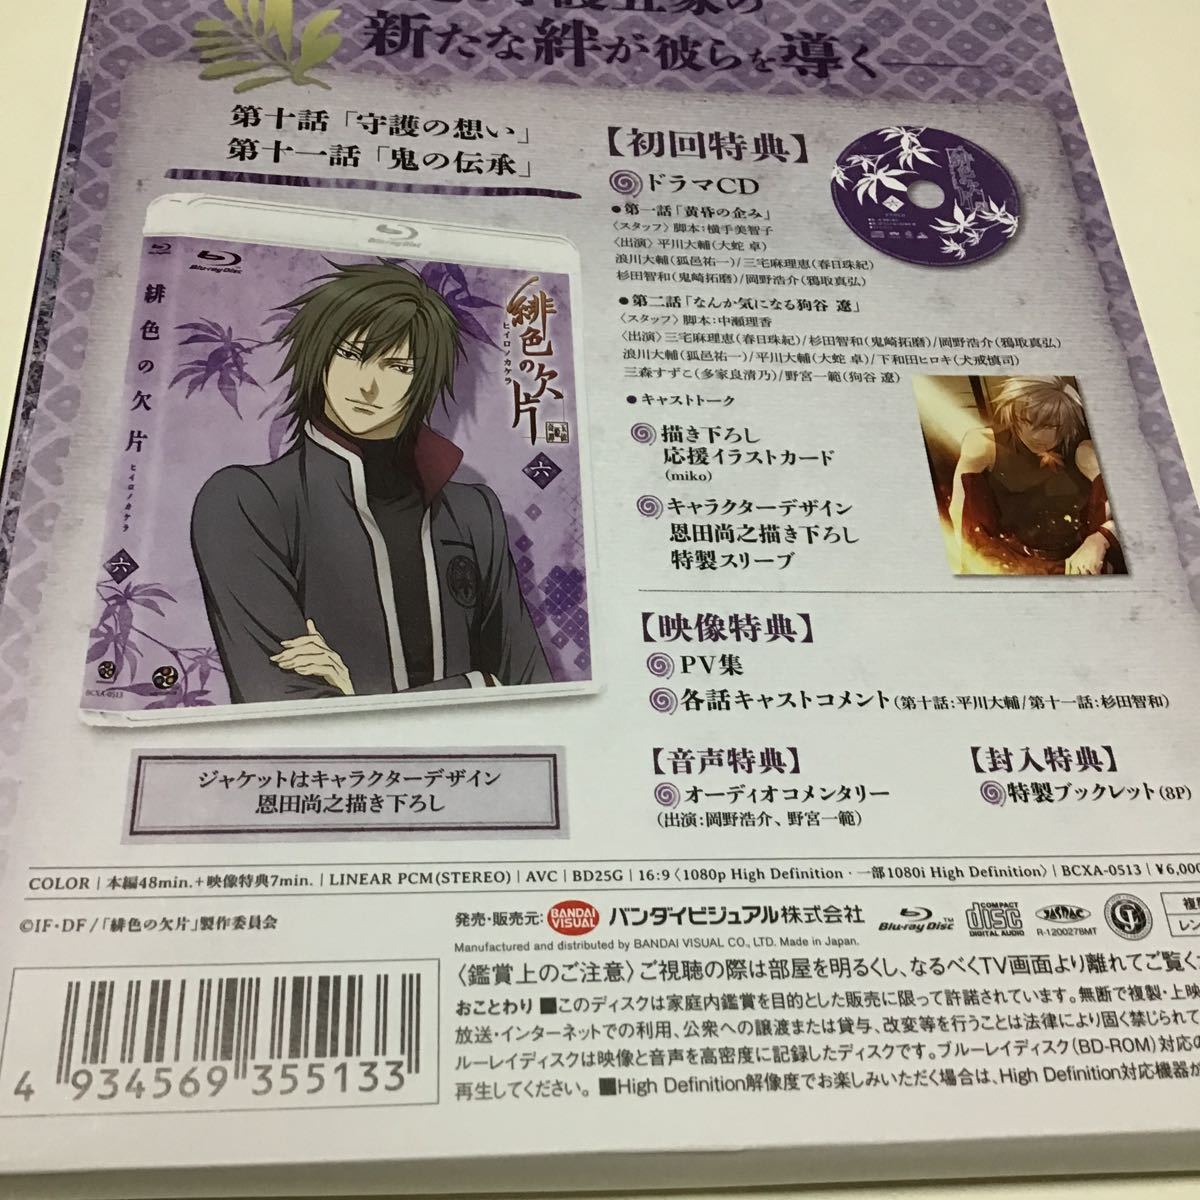 新たな絆が彼らを導く――
第十話「守護の想い」
第十一話「鬼の伝承」
Blu-ray Disc
緋色の欠片
ヒイロノカケラ
六
BCXA-0513
Blu-ray Disc
緋色の欠片
ヒイロノカケラ
六
ジャケットはキャラクターデザイン
恩田尚之描き下ろし
【初回特典】
ドラマCD
●第一話「黄昏の企み」
〈スタッフ〉脚本:横手美智子
〈出演〉平川大輔(大蛇 卓)
浪川大輔(狐邑祐一)/三宅麻理恵(春日珠紀)
杉田智和(鬼崎拓磨)/岡野浩介(鴉取真弘)
●第二話「なんか気になる狗谷 遼」
〈スタッフ〉脚本:中瀬理香
〈出演〉三宅麻理恵(春日珠紀)/杉田智和(鬼崎拓磨)/岡野浩介(鴉取真弘)
浪川大輔(狐邑祐一)/平川大輔(大蛇 卓)/下和田ヒロキ(犬戒慎司)
三森すずこ(多家良清乃)/野宮一範(狗谷 遼)
●キャストトーク
描き下ろし
応援イラストカード
(miko)
キャラクターデザイン
恩田尚之描き下ろし
特製スリーブ
【映像特典】
PV集
各話キャストコメント(第十話:平川大輔/第十一話:杉田智和)
【音声特典】
オーディオコメンタリー
(出演:岡野浩介、野宮一範)
【封入特典】
特製ブックレット(8P)
COLOR|本編48min.+映像特典7min.|LINEAR PCM(STEREO)|AVC|BD25G|16:9〈1080p High Definition・一部1080i High Definition〉|BCXA-0513|¥6,000
©IF・DF/「緋色の欠片」製作委員会
発売・販売元: BANDAI VISUAL バンダイビジュアル株式会社 Blu-ray Disc™ COMPACT disc DIGITAL AUDIO JASRAC R-1200278MT
Manufactured and distributed by BANDAI VISUAL CO., LTD. Made in Japan.
〈鑑賞上のご注意〉ご視聴の際は部屋を明るくし、なるべくTV画面より離れてご覧く
おことわり ■このディスクは家庭内鑑賞を目的とした販売に限って許諾されています。無断で複製・上映
放送・インターネットでの利用、公衆への譲渡または貸与、改変等を行うことは法律により固く禁じられて
ルーレイディスクは映像と音声を高密度に記録したディスクです。ブルーレイディスク(BD-ROM)対応の
再生してください。■High Definition解像度でお楽しみいただく場合は、High Definition対応機器が
4 934569 355133